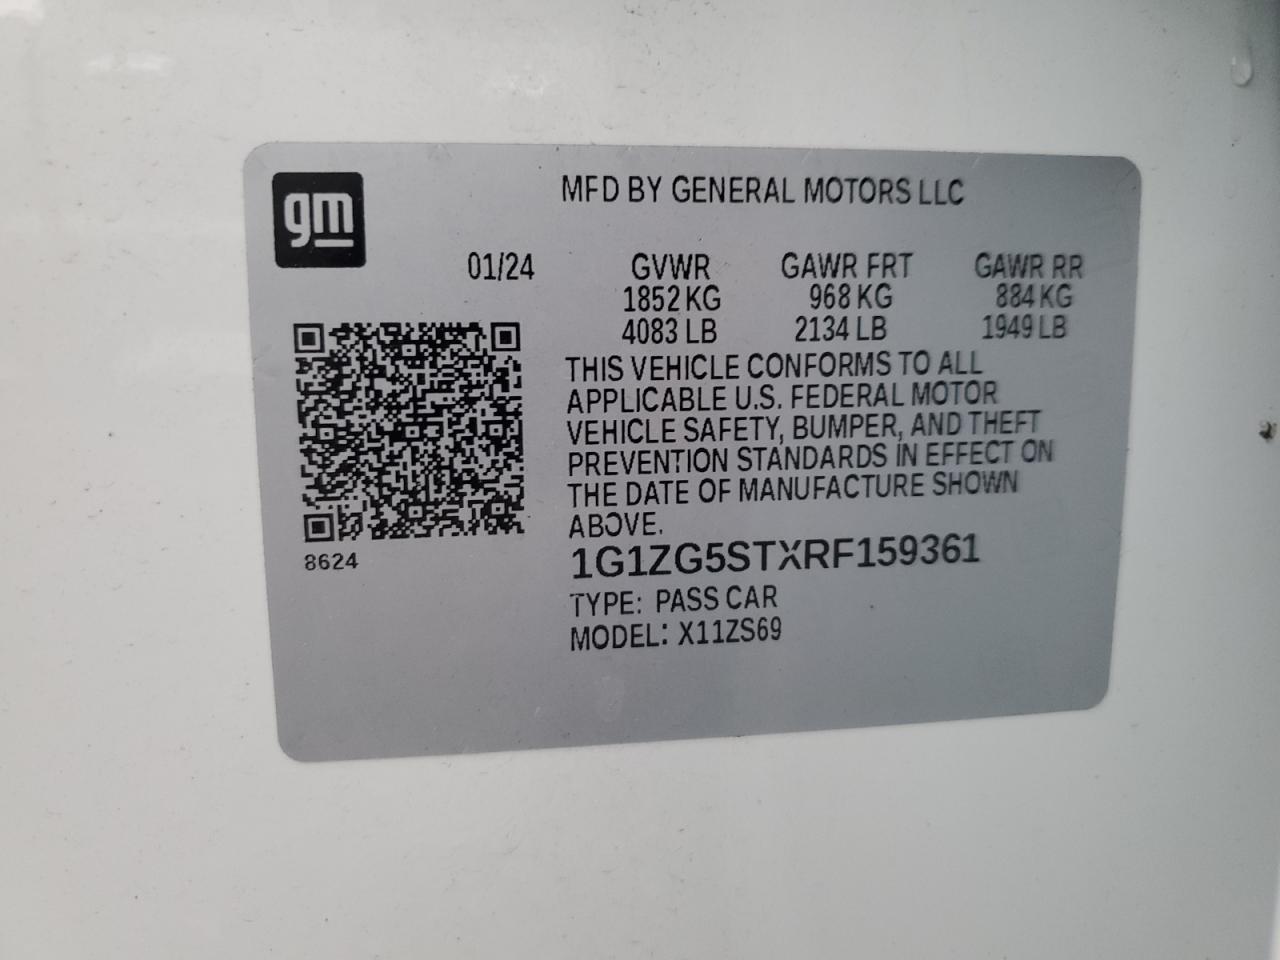 gm
MFD BY GENERAL MOTORS LLC
01/24 GVWR GAWR FRT GAWR RR
1852 KG 968 KG 884 KG
4083 LB 2134 LB 1949 LB
THIS VEHICLE CONFORMS TO ALL
APPLICABLE U.S. FEDERAL MOTOR
VEHICLE SAFETY, BUMPER, AND THEFT
PREVENTION STANDARDS IN EFFECT ON
THE DATE OF MANUFACTURE SHOWN
ABOVE.
8624
1G1ZG5STXRF159361
TYPE: PASS CAR
MODEL: X11ZS69